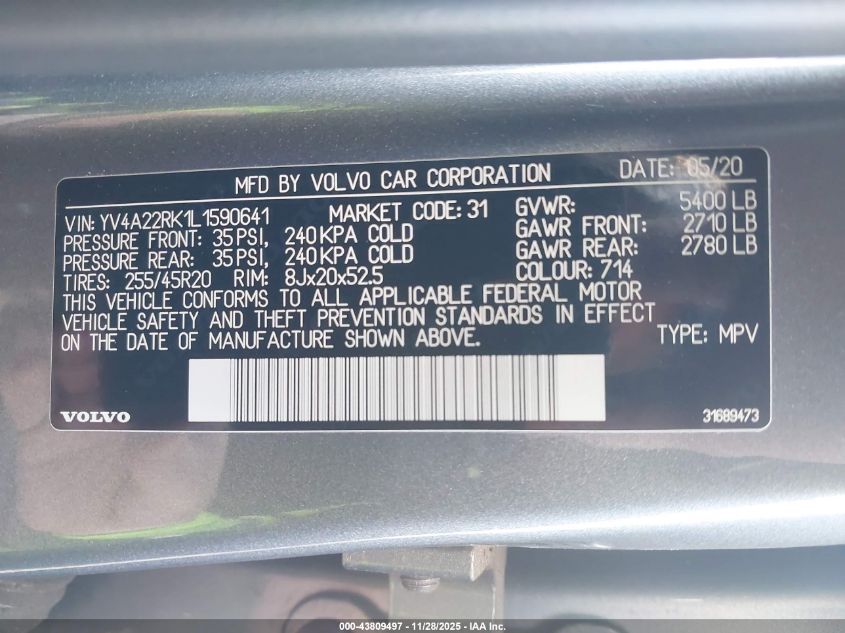 MFD BY VOLVO CAR CORPORATION DATE: 05/20
VIN: YV4A22RK1L1590641 MARKET CODE: 31 GVWR: 5400 LB
PRESSURE FRONT: 35 PSI, 240 KPA COLD GAWR FRONT: 2710 LB
PRESSURE REAR: 35 PSI, 240 KPA COLD GAWR REAR: 2780 LB
TIRES: 255/45R20 RIM: 8Jx20x52.5 COLOUR: 714
THIS VEHICLE CONFORMS TO ALL APPLICABLE FEDERAL MOTOR
VEHICLE SAFETY AND THEFT PREVENTION STANDARDS IN EFFECT
ON THE DATE OF MANUFACTURE SHOWN ABOVE. TYPE: MPV
VOLVO 31689473
000-43809497 - 11/28/2025 - IAA Inc.